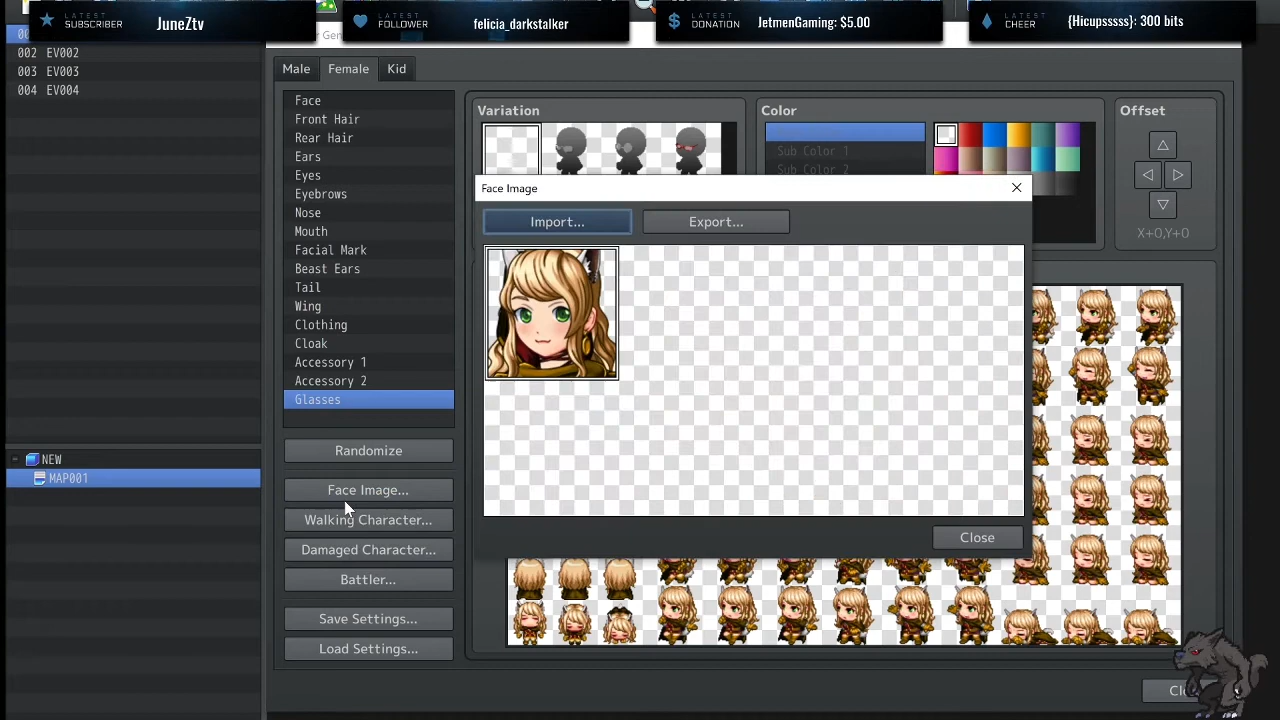 LATEST
SUBSCRIBER
JuneZtv
LATEST
FOLLOWER
felicia_darkstalker
LATEST
DONATION
JetmenGaming: $5.00
LATEST
CHEER
{Hicupsssss}: 300 bits
002 EV002
003 EV003
004 EV004
NEW
MAP001
Male
Female
Kid
Face
Front Hair
Rear Hair
Ears
Eyes
Eyebrows
Nose
Mouth
Facial Mark
Beast Ears
Tail
Wing
Clothing
Cloak
Accessory 1
Accessory 2
Glasses
Randomize
Face Image...
Walking Character...
Damaged Character...
Battler...
Save Settings...
Load Settings...
Variation
Color
Sub Color 1
Sub Color 2
Offset
X+0,Y+0
Face Image
Import...
Export...
Close